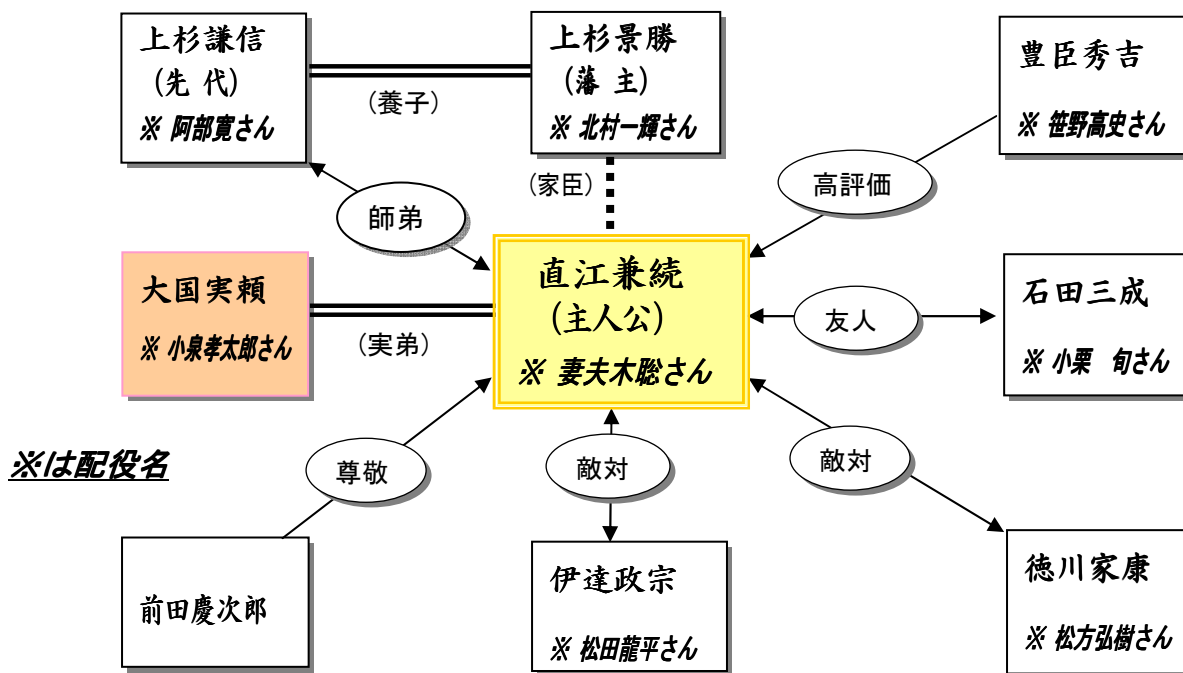 上杉謙信
(先 代)
※ 阿部寛さん
(養子)
上杉景勝
(藩 主)
※ 北村一輝さん
豊臣秀吉
※ 笹野高史さん
(家臣)
高評価
師弟
大国実頼
※ 小泉孝太郎さん
(実弟)
直江兼続
(主人公)
※ 妻夫木聡さん
友人
石田三成
※ 小栗 旬さん
※は配役名
尊敬
敵対
敵対
前田慶次郎
伊達政宗
※ 松田龍平さん
徳川家康
※ 松方弘樹さん